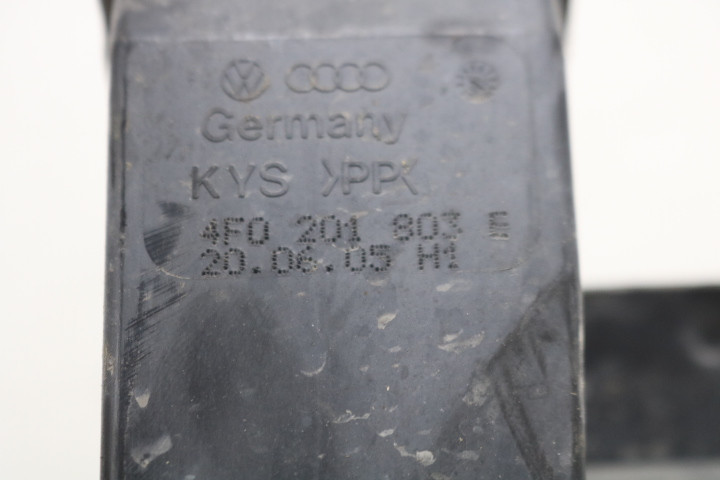 Germany
KYS >PP<
4F0 201 803 E
20.06.05 H1